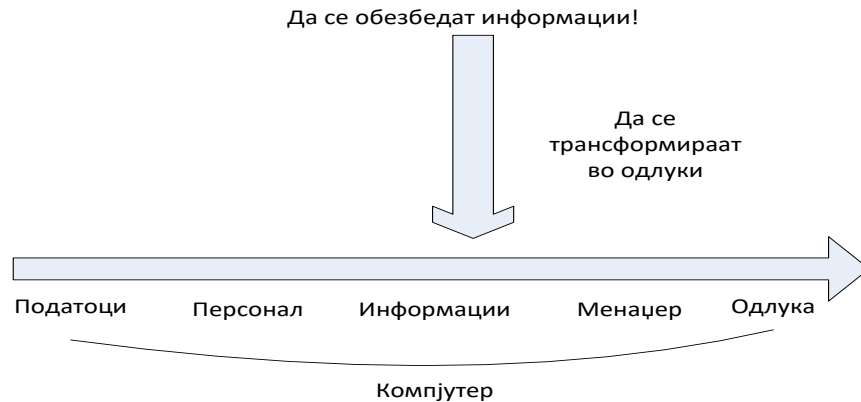 Да се обезбедат информации!
Да се
трансформираат
во одлуки
Податоци Персонал Информации Менаџер Одлука
Компјутер